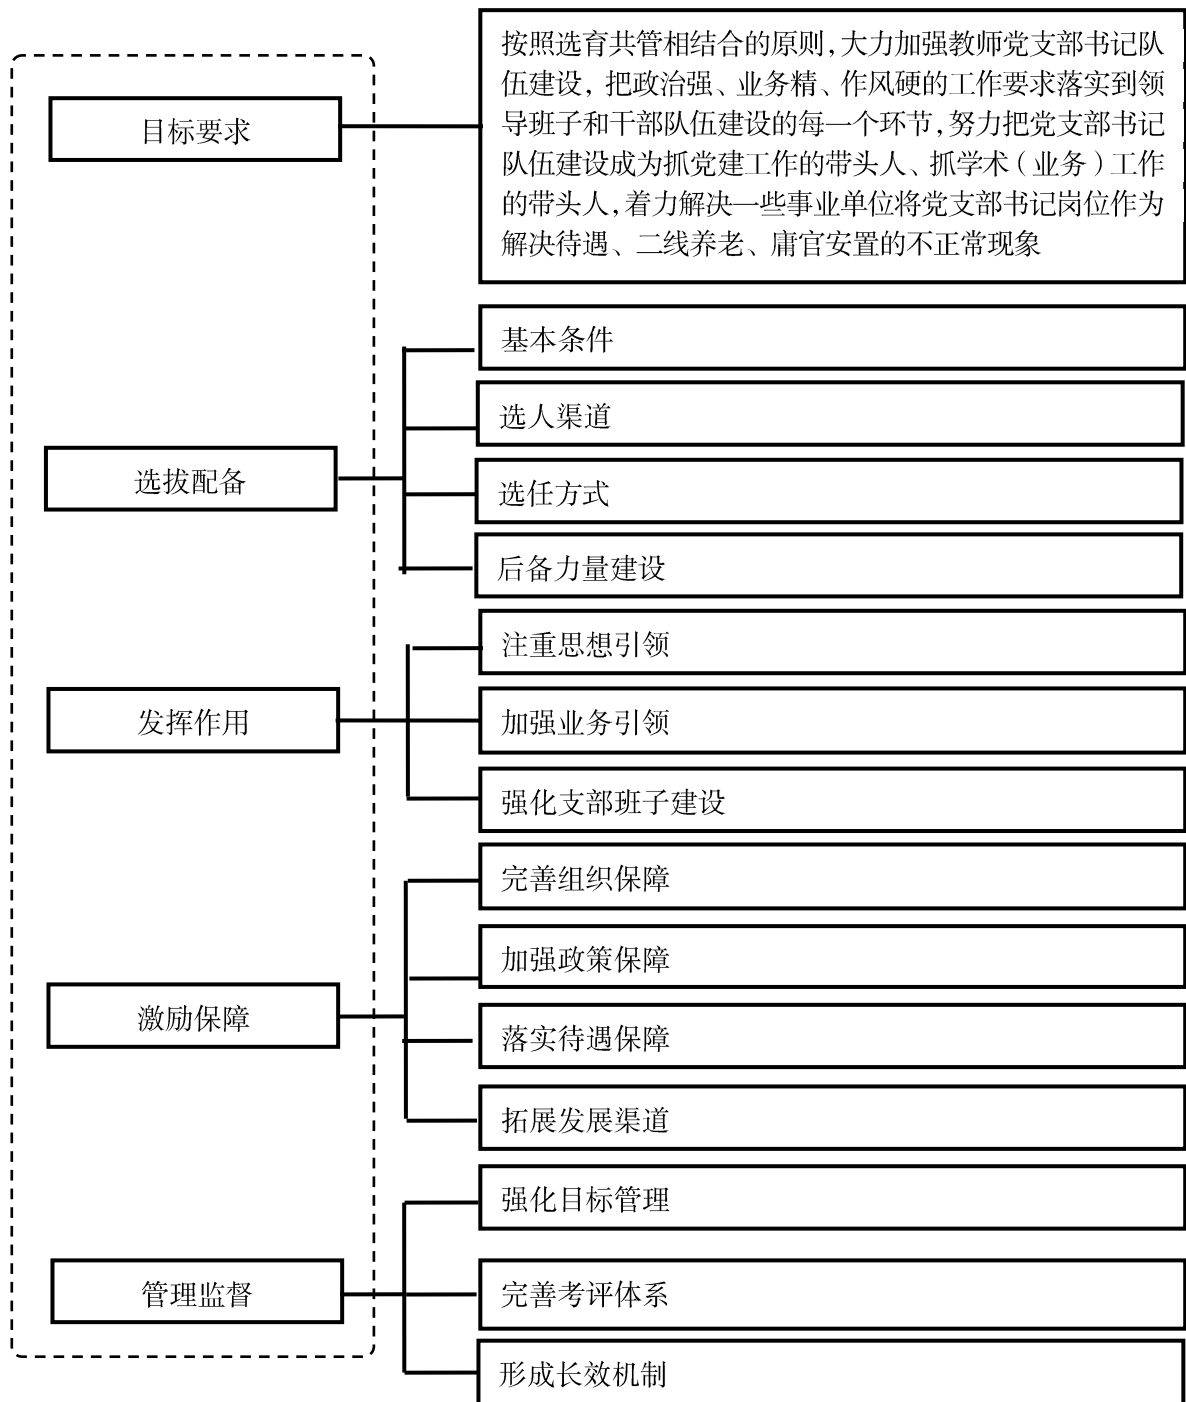 目标要求
按照选育共管相结合的原则,大力加强教师党支部书记队
伍建设, 把政治强、业务精、作风硬的工作要求落实到领
导班子和干部队伍建设的每一个环节,努力把党支部书记
队伍建设成为抓党建工作的带头人、抓学术(业务)工作
的带头人,着力解决一些事业单位将党支部书记岗位作为
解决待遇、二线养老、庸官安置的不正常现象
选拔配备
基本条件
选人渠道
选任方式
后备力量建设
发挥作用
注重思想引领
加强业务引领
强化支部班子建设
激励保障
完善组织保障
加强政策保障
落实待遇保障
拓展发展渠道
管理监督
强化目标管理
完善考评体系
形成长效机制